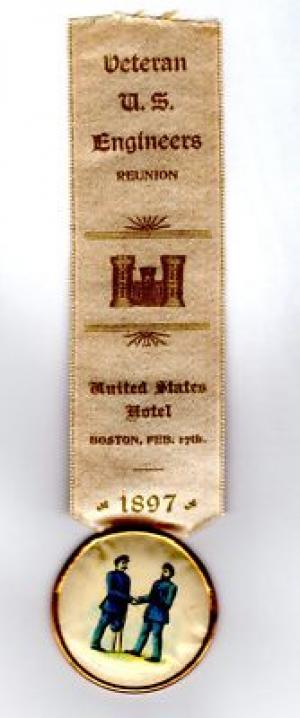 Veteran
U. S.
Engineers
REUNION
United States
Hotel
BOSTON, FEB. 17th.
1897